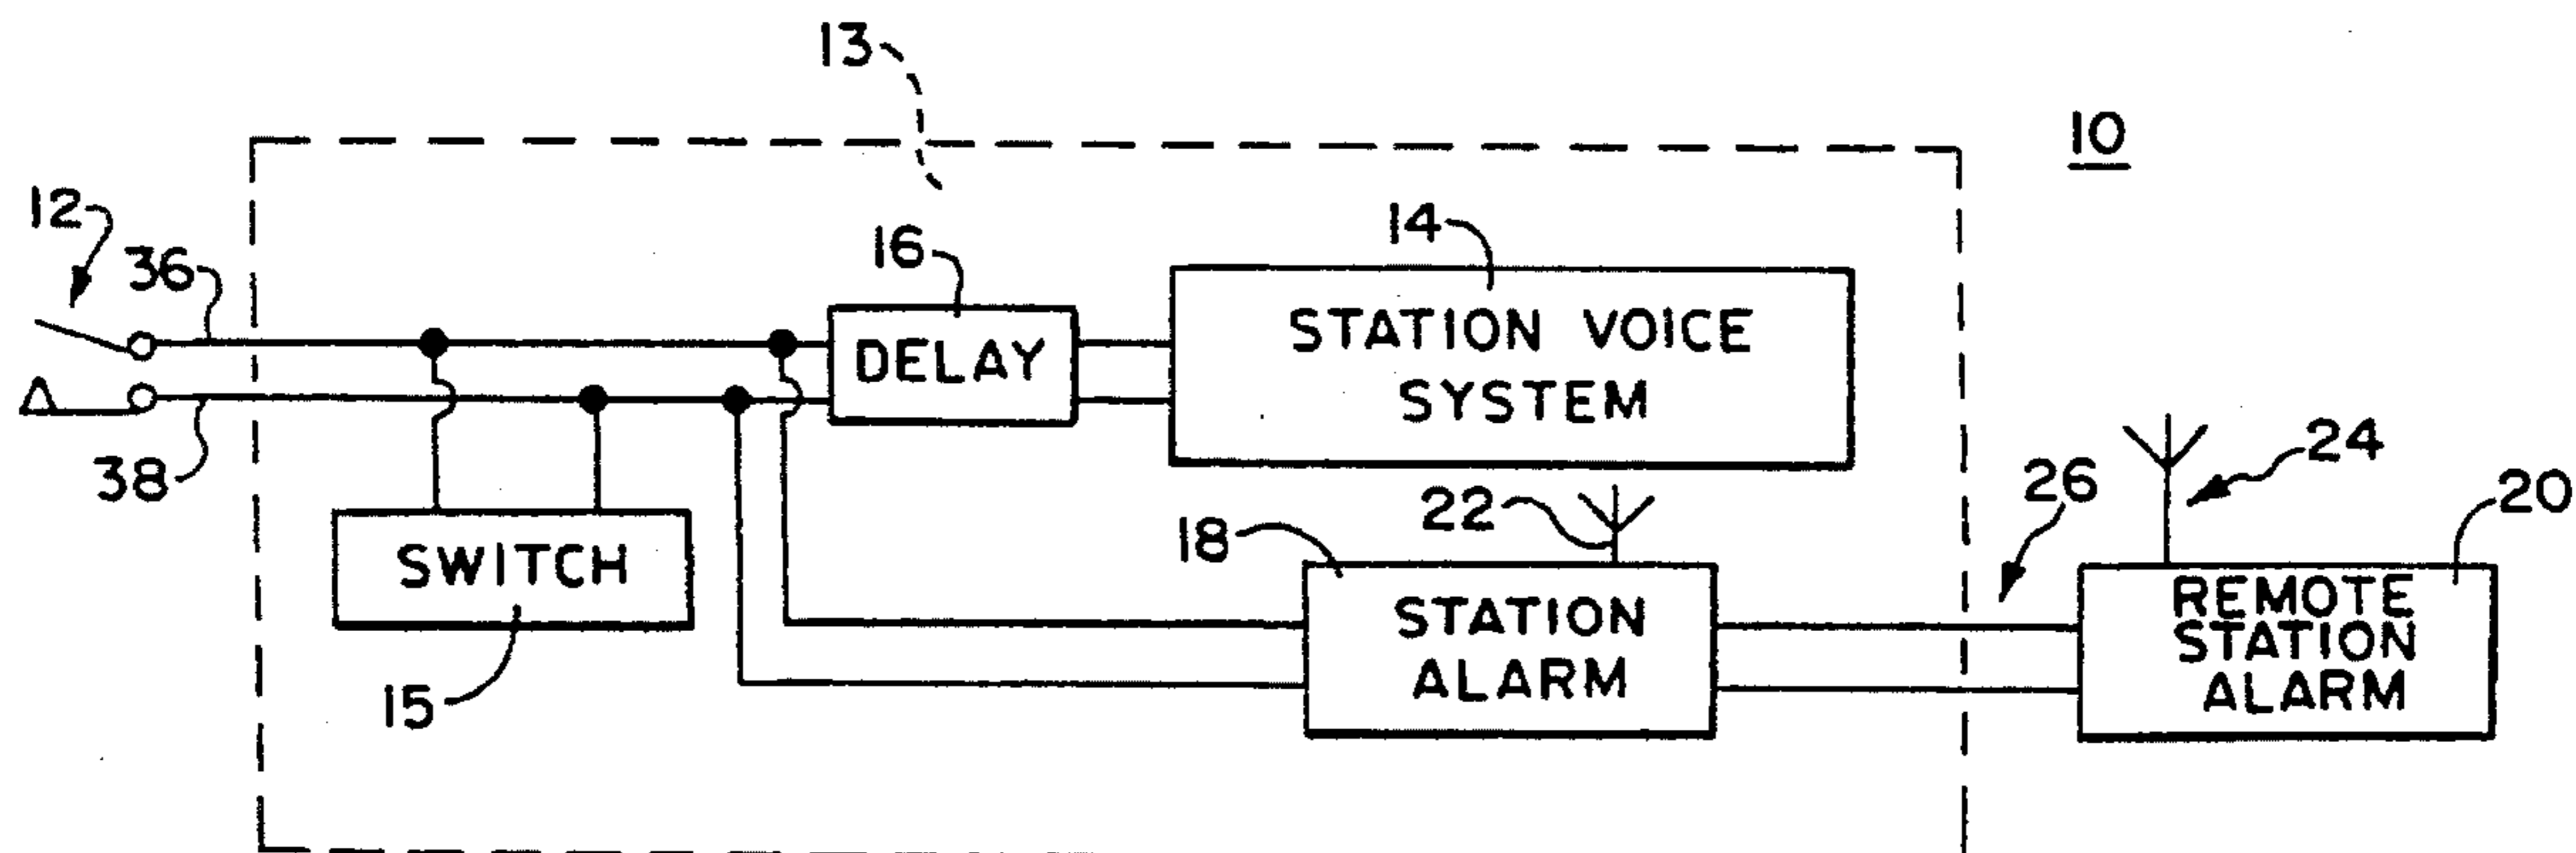 13
10
12
36
16
14
DELAY
STATION VOICE
SYSTEM
38
24
26
20
22
18
SWITCH
STATION
ALARM
REMOTE
STATION
ALARM
15